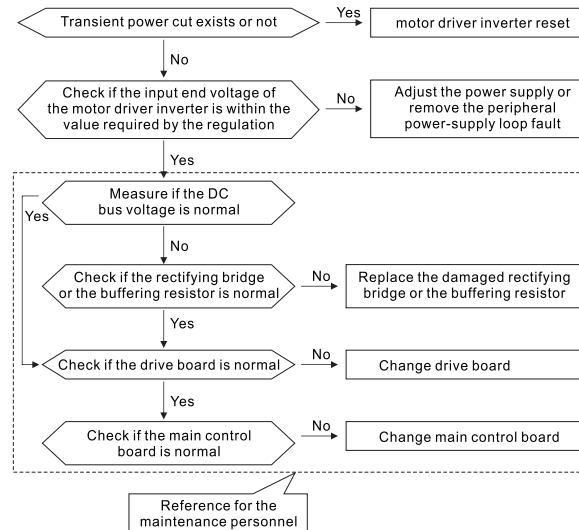 Transient power cut exists or not
Yes
motor driver inverter reset
No
Check if the input end voltage of
the motor driver inverter is within the
value required by the regulation
No
Adjust the power supply or
remove the peripheral
power-supply loop fault
Yes
Measure if the DC
bus voltage is normal
Yes
No
Check if the rectifying bridge
or the buffering resistor is normal
No
Replace the damaged rectifying
bridge or the buffering resistor
Yes
Check if the drive board is normal
No
Change drive board
Yes
Check if the main control
board is normal
No
Change main control board
Reference for the
maintenance personnel